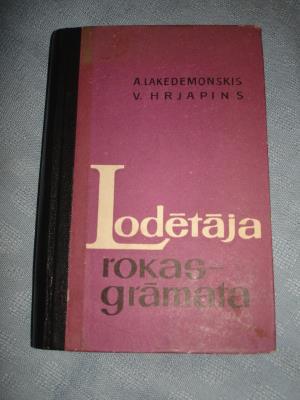 A.LAKEDEMONSKIS
V. HRJAPINS
Lodētāja
rokas-
grāmata